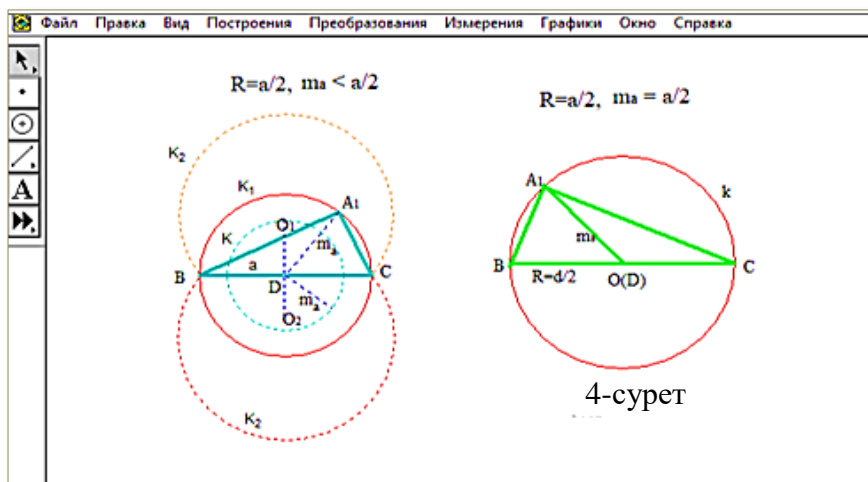 Файл Правка Вид Построения Преобразования Измерения Графики Окно Справка
A
R=a/2, mₐ < a/2
K₂
K₁
A₁
O₁
K
mₐ
a
B
C
D
mₐ
O₂
K₂
R=a/2, mₐ = a/2
A₁
k
mₐ
B
C
R=d/2
O(D)
4-сурет